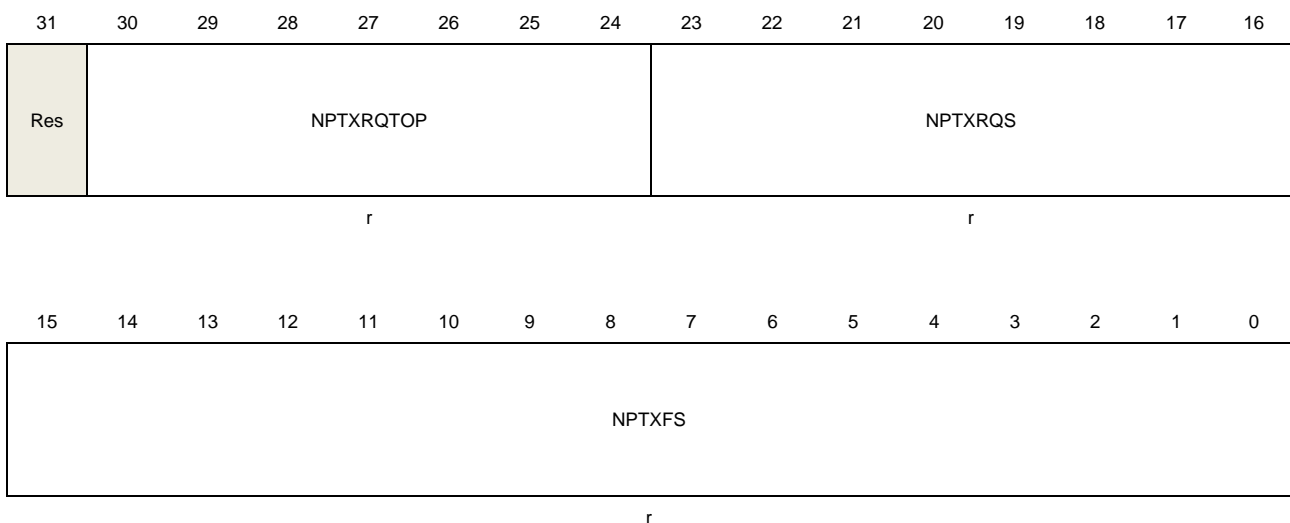 31 30 29 28 27 26 25 24 23 22 21 20 19 18 17 16
Res NPTXRQTOP NPTXRQS
r r
15 14 13 12 11 10 9 8 7 6 5 4 3 2 1 0
NPTXFS
r